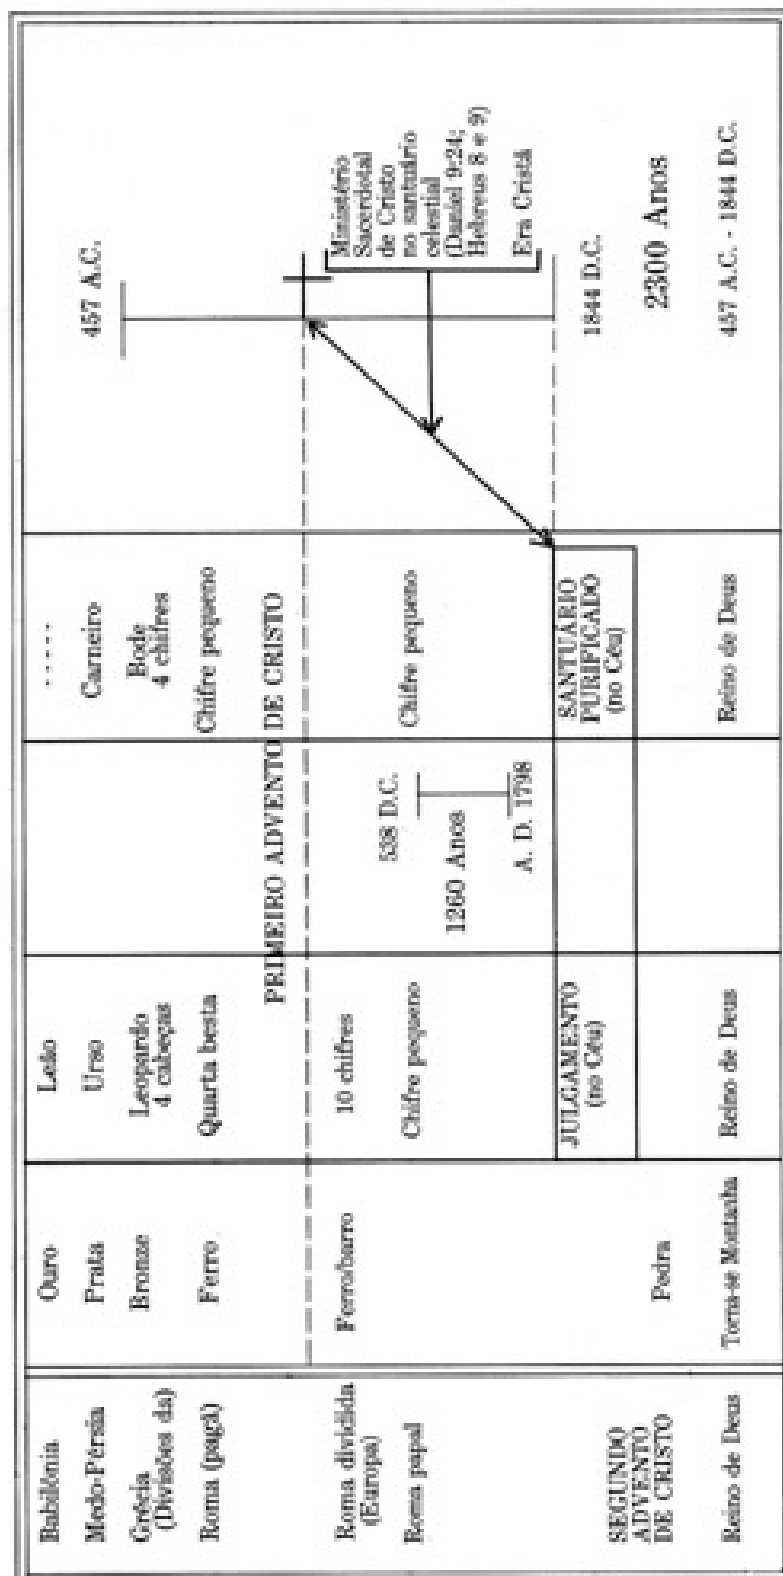 Babilônia
Medo-Pérsia
Grécia
(Divisões da)
Roma (pagã)
Roma dividida
(Europa)
Roma papal
SEGUNDO
ADVENTO
DE CRISTO
Reino de Deus
Ouro
Prata
Bronze
Ferro
Ferro/barro
Pedra
Torna-se Montanha
Leão
Urso
Leopardo
4 cabeças
Quarta besta
PRIMEIRO ADVENTO DE CRISTO
10 chifres
Chifre pequeno
JULGAMENTO
(no Céu)
Reino de Deus
538 D.C.
1260 Anos
A. D. 1798
.....
Carneiro
Bode
4 chifres
Chifre pequeno
Chifre pequeno
SANTUÁRIO
PURIFICADO
(no Céu)
Reino de Deus
457 A.C.
Ministério
Sacerdotal
de Cristo
no santuário
celestial
(Daniel 9:24;
Hebreus 8 e 9)
Era Cristã
1844 D.C.
2300 Anos
457 A.C. - 1844 D.C.